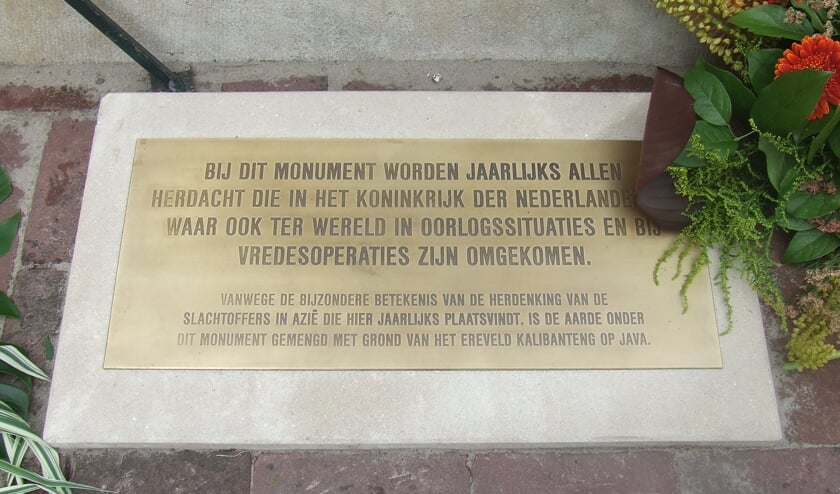 BIJ DIT MONUMENT WORDEN JAARLIJKS ALLEN
HERDACHT DIE IN HET KONINKRIJK DER NEDERLANDEN
WAAR OOK TER WERELD IN OORLOGSSITUATIES EN BIJ
VREDESOPERATIES ZIJN OMGEKOMEN.
VANWEGE DE BIJZONDERE BETEKENIS VAN DE HERDENKING VAN DE
SLACHTOFFERS IN AZIË DIE HIER JAARLIJKS PLAATSVINDT, IS DE AARDE ONDER
DIT MONUMENT GEMENGD MET GROND VAN HET EREVELD KALIBANTENG OP JAVA.